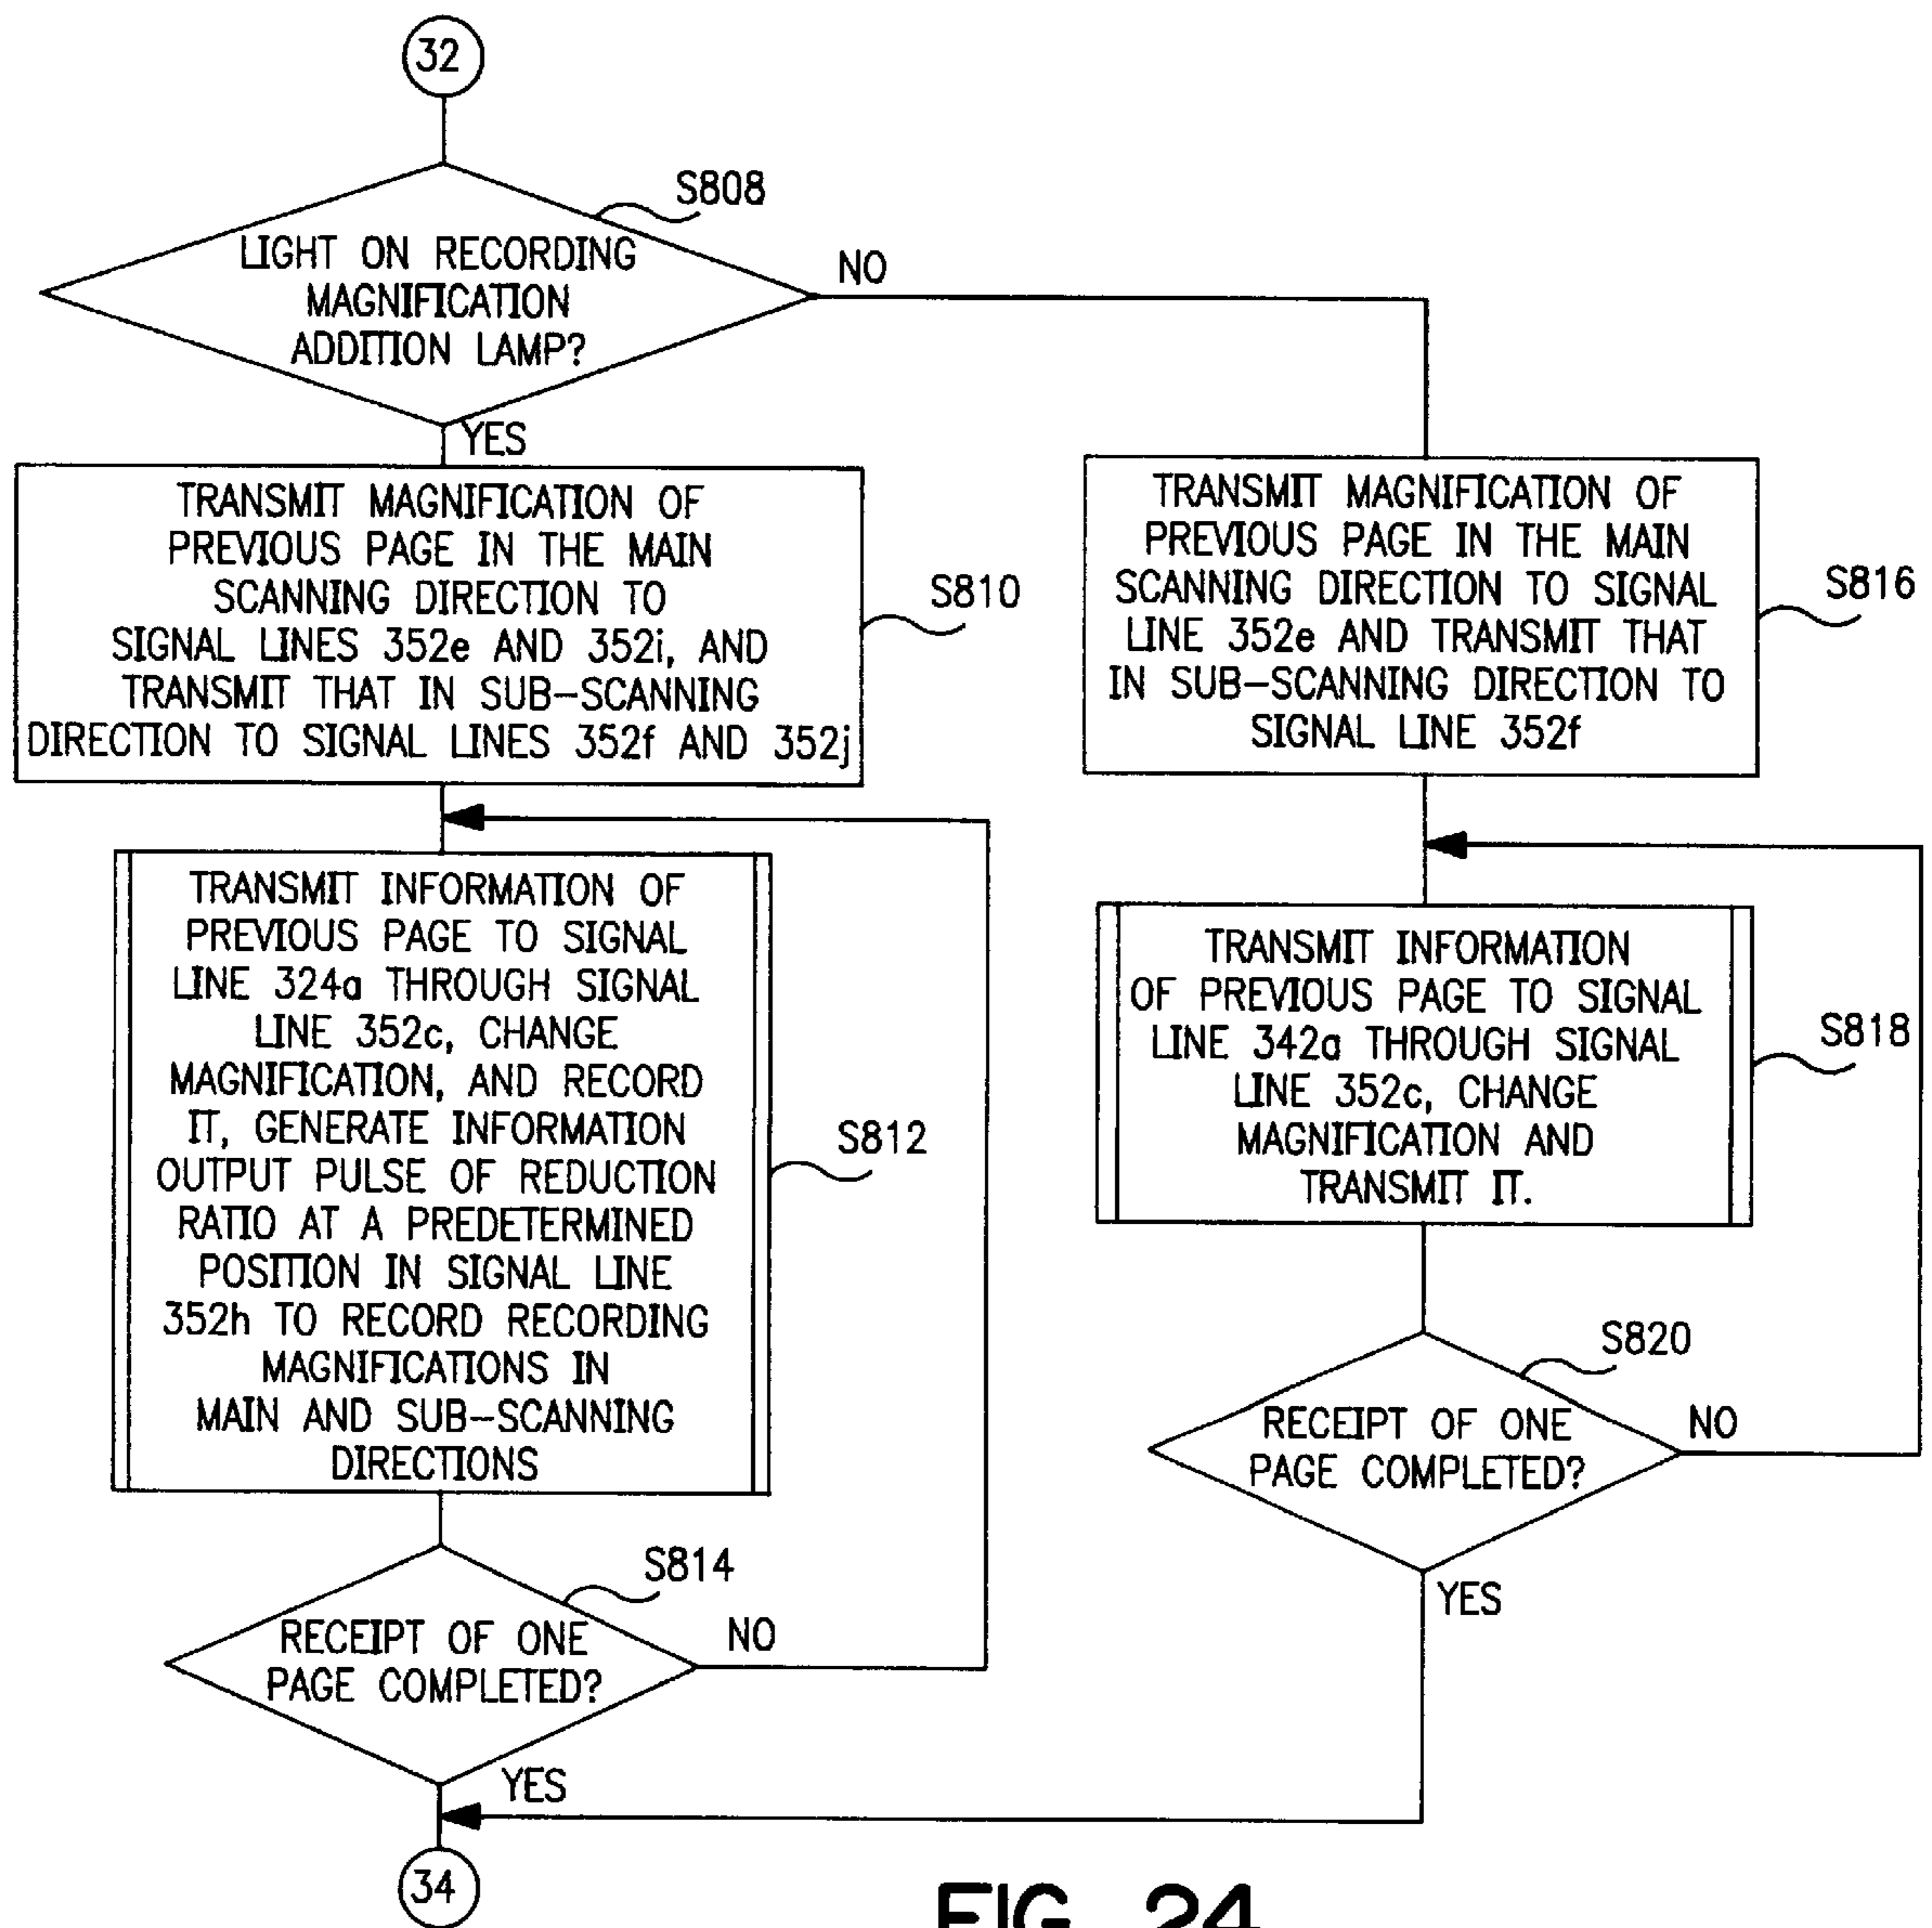 32
S808
LIGHT ON RECORDING
MAGNIFICATION
ADDITION LAMP?
NO
YES
TRANSMIT MAGNIFICATION OF
PREVIOUS PAGE IN THE MAIN
SCANNING DIRECTION TO
SIGNAL LINES 352e AND 352i, AND
TRANSMIT THAT IN SUB-SCANNING
DIRECTION TO SIGNAL LINES 352f AND 352j
S810
TRANSMIT INFORMATION OF
PREVIOUS PAGE TO SIGNAL
LINE 324a THROUGH SIGNAL
LINE 352c, CHANGE
MAGNIFICATION, AND RECORD
IT, GENERATE INFORMATION
OUTPUT PULSE OF REDUCTION
RATIO AT A PREDETERMINED
POSITION IN SIGNAL LINE
352h TO RECORD RECORDING
MAGNIFICATIONS IN
MAIN AND SUB-SCANNING
DIRECTIONS
S812
S814
RECEIPT OF ONE
PAGE COMPLETED?
NO
YES
TRANSMIT MAGNIFICATION OF
PREVIOUS PAGE IN THE MAIN
SCANNING DIRECTION TO SIGNAL
LINE 352e AND TRANSMIT THAT
IN SUB-SCANNING DIRECTION TO
SIGNAL LINE 352f
S816
TRANSMIT INFORMATION
OF PREVIOUS PAGE TO SIGNAL
LINE 342a THROUGH SIGNAL
LINE 352c, CHANGE
MAGNIFICATION AND
TRANSMIT IT.
S818
S820
RECEIPT OF ONE
PAGE COMPLETED?
NO
YES
34
FIG. 24